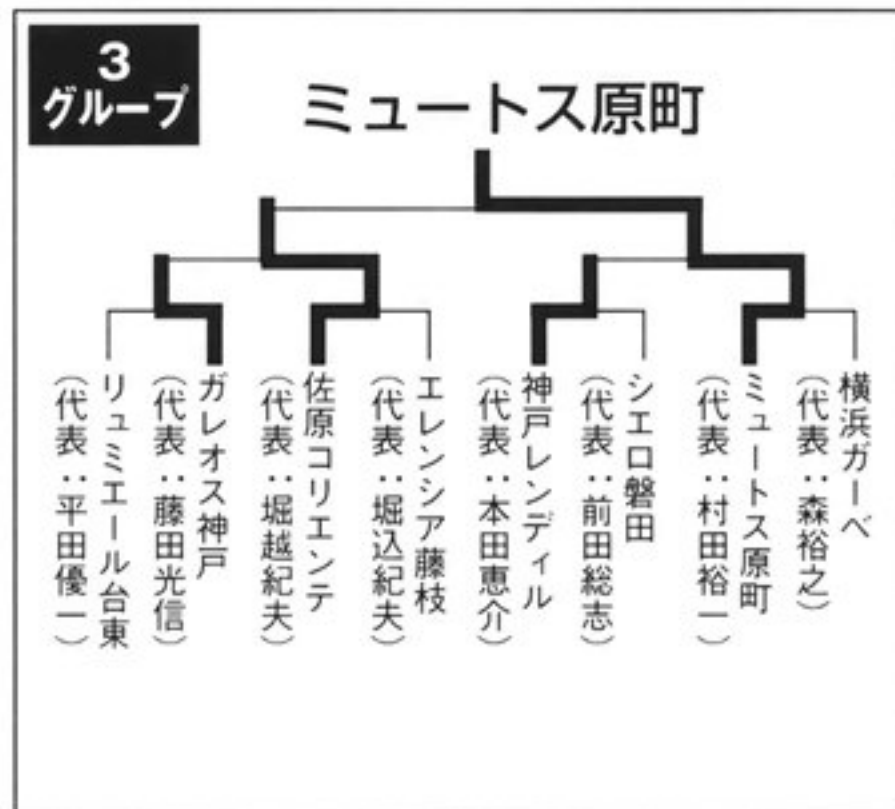 3
グループ
ミュートス原町
リュミエール台東
(代表：平田優一)
ガレオス神戸
(代表：藤田光信)
佐原コリエンテ
(代表：堀越紀夫)
エレンシア藤枝
(代表：堀込紀夫)
神戸レンディル
(代表：本田恵介)
シエロ磐田
(代表：前田総志)
ミュートス原町
(代表：村田裕一)
横浜ガーベ
(代表：森裕之)